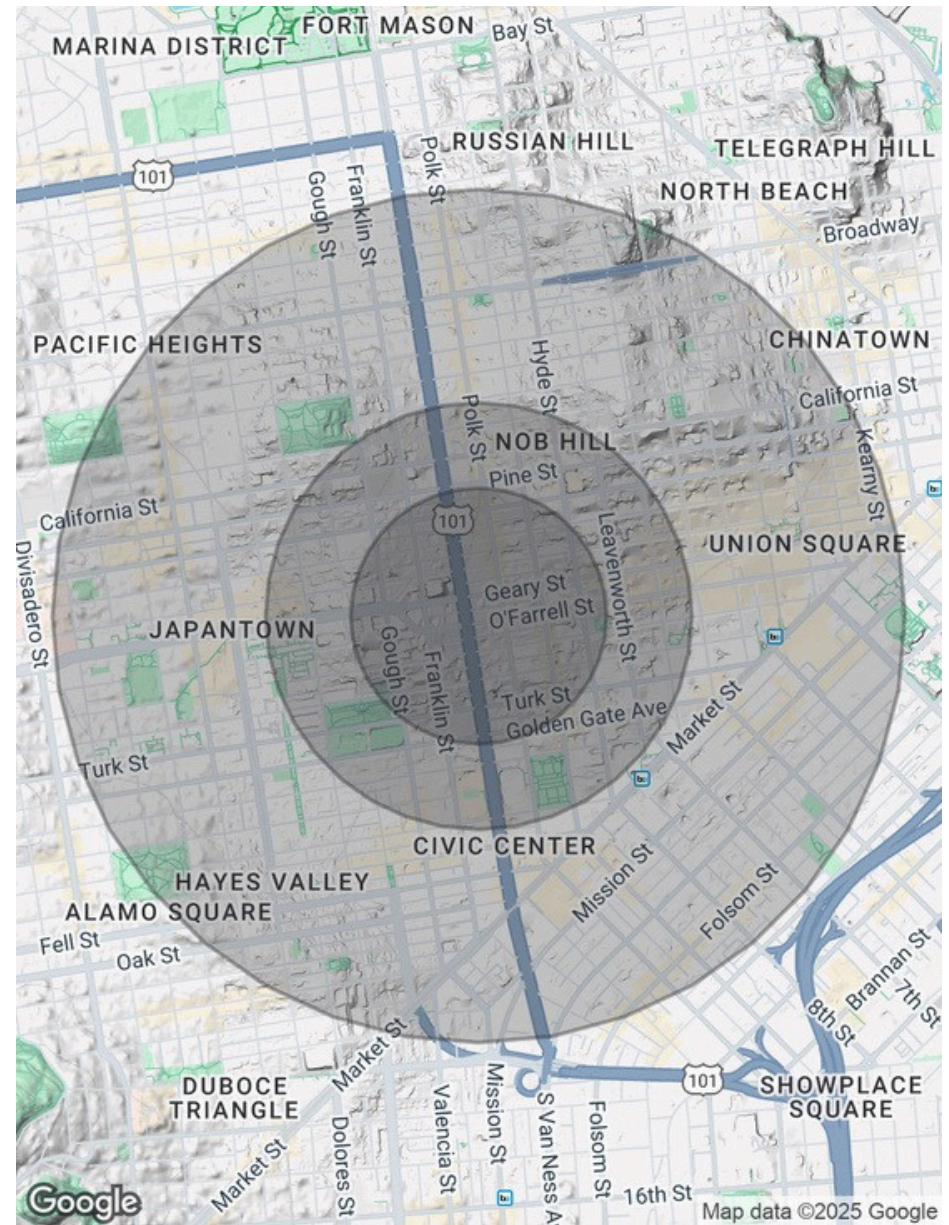 FORT MASON
MARINA DISTRICT
Bay St
RUSSIAN HILL
TELEGRAPH HILL
101
Polk St
Gough St
Franklin St
NORTH BEACH
Broadway
PACIFIC HEIGHTS
CHINATOWN
Hyde St
California St
Polk St
NOB HILL
Kearny St
Pine St
California St
101
Leavenworth St
UNION SQUARE
Divisadero St
Geary St
O'Farrell St
JAPANTOWN
Gough St
Franklin St
Turk St
Golden Gate Ave
Market St
Turk St
CIVIC CENTER
HAYES VALLEY
Mission St
Folsom St
ALAMO SQUARE
Fell St
Oak St
Brannan St
7th St
8th St
Market St
101
DUBOCE
TRIANGLE
SHOWPLACE
SQUARE
Valencia St
Mission St
S Van Ness A
Folsom St
Dolores St
Market St
16th St
Google
Map data ©2025 Google